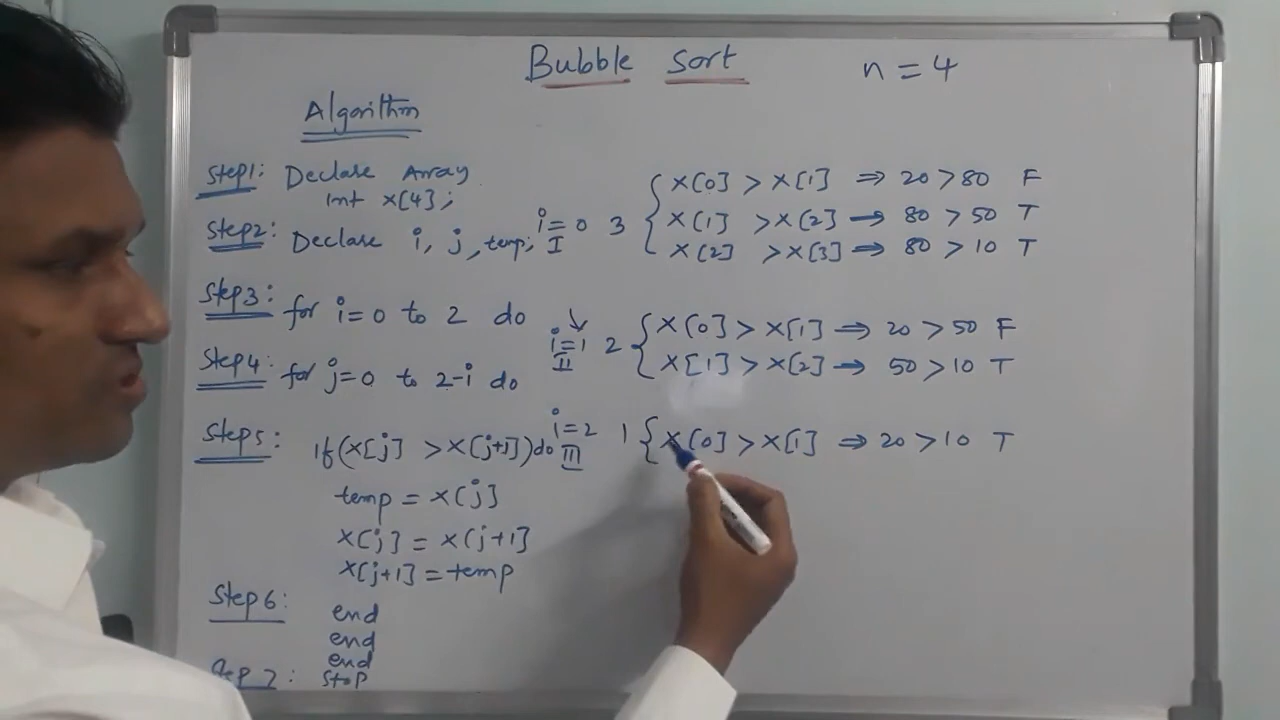 Bubble Sort n = 4
Algorithm
Step1: Declare Array
int x[4];
Step2: Declare i, j, temp;
Step3: for i=0 to 2 do
Step4: for j=0 to 2-i do
Step5: if(x[j] > x[j+1]) do
temp = x[j]
x[j] = x[j+1]
x[j+1] = temp
Step6: end
end
end
Step 7: Stop
i=0 3 { x[0] > x[1] ⇒ 20 > 80 F
I x[1] > x[2] → 80 > 50 T
x[2] > x[3] → 80 > 10 T
i=1 2 { x[0] > x[1] → 20 > 50 F
II x[1] > x[2] → 50 > 10 T
i=2 1 { x[0] > x[1] ⇒ 20 > 10 T
III